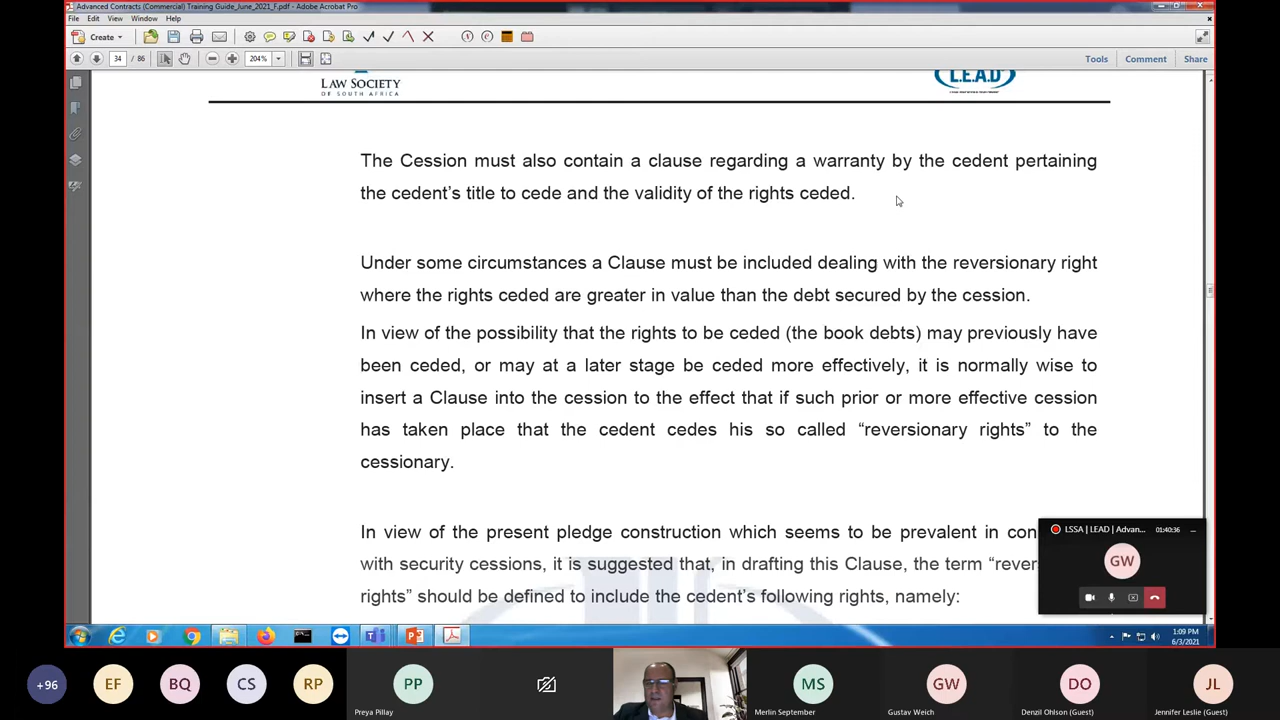 Advanced Contracts (Commercial) Training Guide_June_2021_F.pdf - Adobe Acrobat Pro
File Edit View Window Help
Create
34 / 86 204% Tools Comment Share
LAW SOCIETY
OF SOUTH AFRICA
L.E.A.D
The Cession must also contain a clause regarding a warranty by the cedent pertaining
the cedent’s title to cede and the validity of the rights ceded.
Under some circumstances a Clause must be included dealing with the reversionary right
where the rights ceded are greater in value than the debt secured by the cession.
In view of the possibility that the rights to be ceded (the book debts) may previously have
been ceded, or may at a later stage be ceded more effectively, it is normally wise to
insert a Clause into the cession to the effect that if such prior or more effective cession
has taken place that the cedent cedes his so called “reversionary rights” to the
cessionary.
In view of the present pledge construction which seems to be prevalent in con
with security cessions, it is suggested that, in drafting this Clause, the term “rever
rights” should be defined to include the cedent’s following rights, namely:
LSSA | LEAD | Advan... 01:40:36
GW
1:09 PM
6/3/2021
+96 EF BQ CS RP PP MS GW DO JL
Preya Pillay Merlin September Gustav Weich Denzil Ohlson (Guest) Jennifer Leslie (Guest)